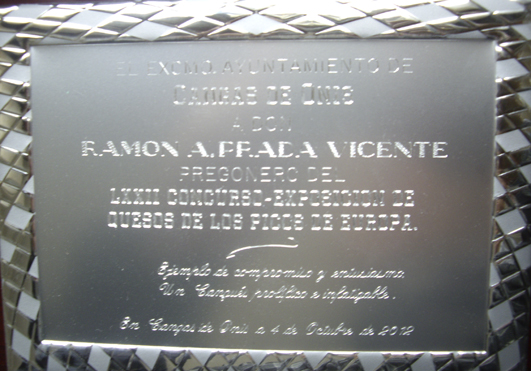 EL EXCMO. AYUNTAMIENTO DE
CANGAS DE ONIS
A DON
RAMON A. PRADA VICENTE
PREGONERO DEL
LXXII CONCURSO-EXPOSICION DE
QUESOS DE LOS PICOS DE EUROPA.
Ejemplo de compromiso y entusiasmo
Un Cangués, prolífico e infatigable.
En Cangas de Onis a 4 de Octubre de 2012